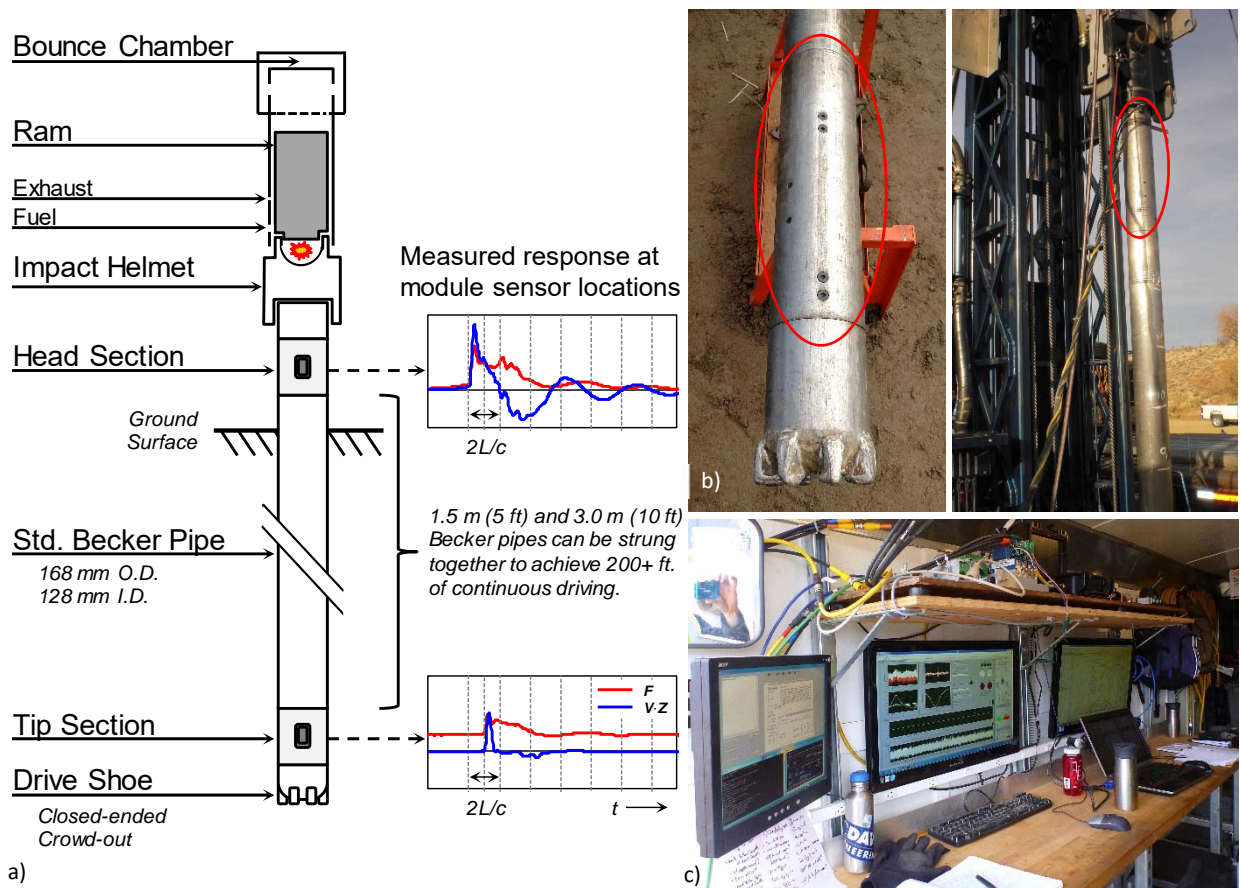 Bounce Chamber
Ram
Exhaust
Fuel
Impact Helmet
Head Section
Ground
Surface
Std. Becker Pipe
168 mm O.D.
128 mm I.D.
Tip Section
Drive Shoe
Closed-ended
Crowd-out
a)
Measured response at
module sensor locations
2L/c
1.5 m (5 ft) and 3.0 m (10 ft)
Becker pipes can be strung
together to achieve 200+ ft.
of continuous driving.
F
V·Z
2L/c
t
b)
c)